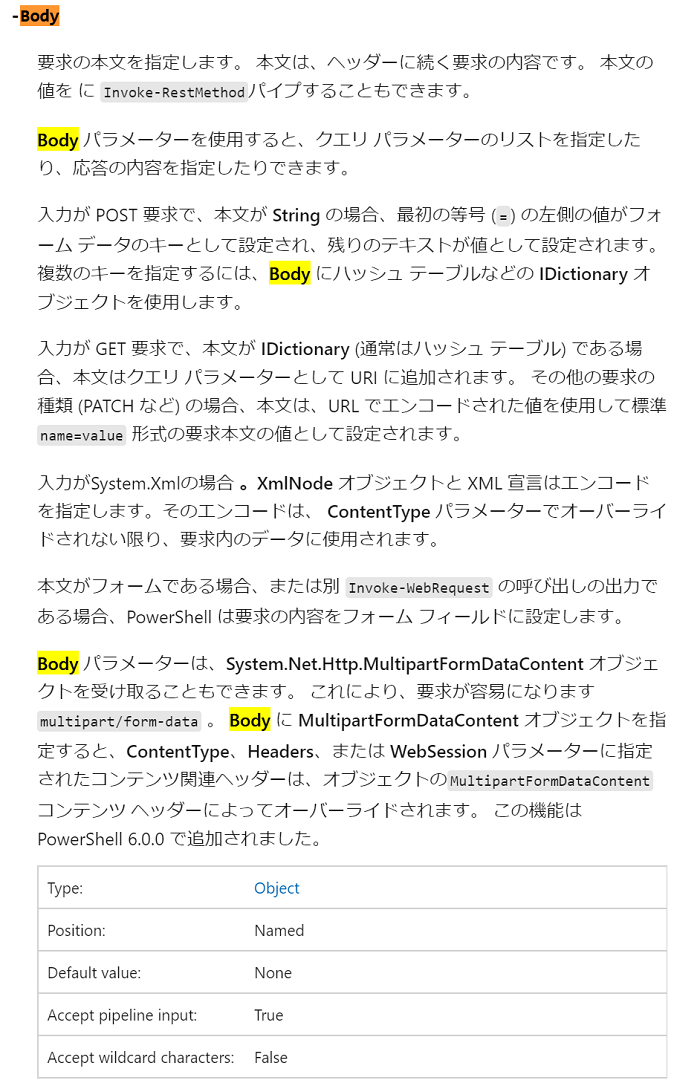 -Body
要求の本文を指定します。 本文は、ヘッダーに続く要求の内容です。 本文の
値を に Invoke-RestMethodパイプすることもできます。
Body パラメーターを使用すると、クエリ パラメーターのリストを指定した
り、応答の内容を指定したりできます。
入力が POST 要求で、本文が String の場合、最初の等号 (=) の左側の値がフォ
ーム データのキーとして設定され、残りのテキストが値として設定されます。
複数のキーを指定するには、Body にハッシュ テーブルなどの IDictionary オ
ブジェクトを使用します。
入力が GET 要求で、本文が IDictionary (通常はハッシュ テーブル) である場
合、本文はクエリ パラメーターとして URI に追加されます。 その他の要求の
種類 (PATCH など) の場合、本文は、URL でエンコードされた値を使用して標準
name=value 形式の要求本文の値として設定されます。
入力がSystem.Xmlの場合 。XmlNode オブジェクトと XML 宣言はエンコード
を指定します。そのエンコードは、 ContentType パラメーターでオーバーライ
ドされない限り、要求内のデータに使用されます。
本文がフォームである場合、または別 Invoke-WebRequest の呼び出しの出力で
ある場合、PowerShell は要求の内容をフォーム フィールドに設定します。
Body パラメーターは、System.Net.Http.MultipartFormDataContent オブジェ
クトを受け取ることもできます。 これにより、要求が容易になります
multipart/form-data 。 Body に MultipartFormDataContent オブジェクトを指
定すると、ContentType、Headers、または WebSession パラメーターに指定
されたコンテンツ関連ヘッダーは、オブジェクトのMultipartFormDataContent
コンテンツ ヘッダーによってオーバーライドされます。 この機能は
PowerShell 6.0.0 で追加されました。
Type: Object
Position: Named
Default value: None
Accept pipeline input: True
Accept wildcard characters: False